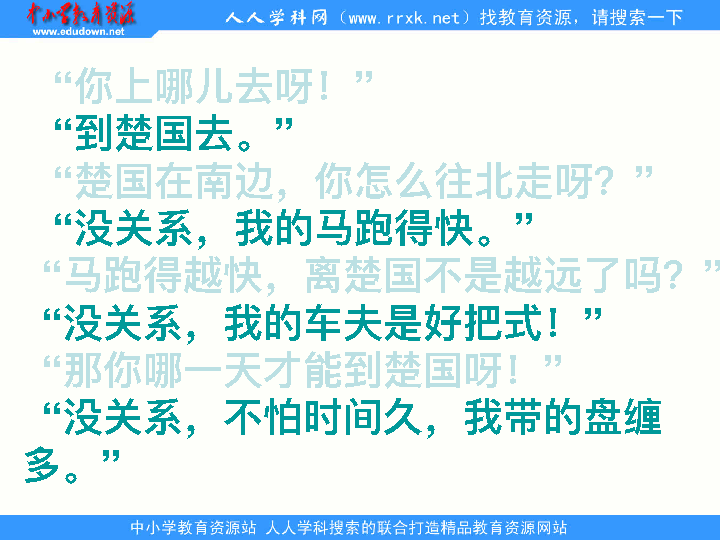 中小学教育资源
www.edudown.net
人人学科网（www.rrxk.net）找教育资源，请搜索一下
“你上哪儿去呀！”
“到楚国去。”
“楚国在南边，你怎么往北走呀？”
“没关系，我的马跑得快。”
“马跑得越快，离楚国不是越远了吗？”
“没关系，我的车夫是好把式！”
“那你哪一天才能到楚国呀！”
“没关系，不怕时间久，我带的盘缠
多。”
中小学教育资源站 人人学科搜索的联合打造精品教育资源网站